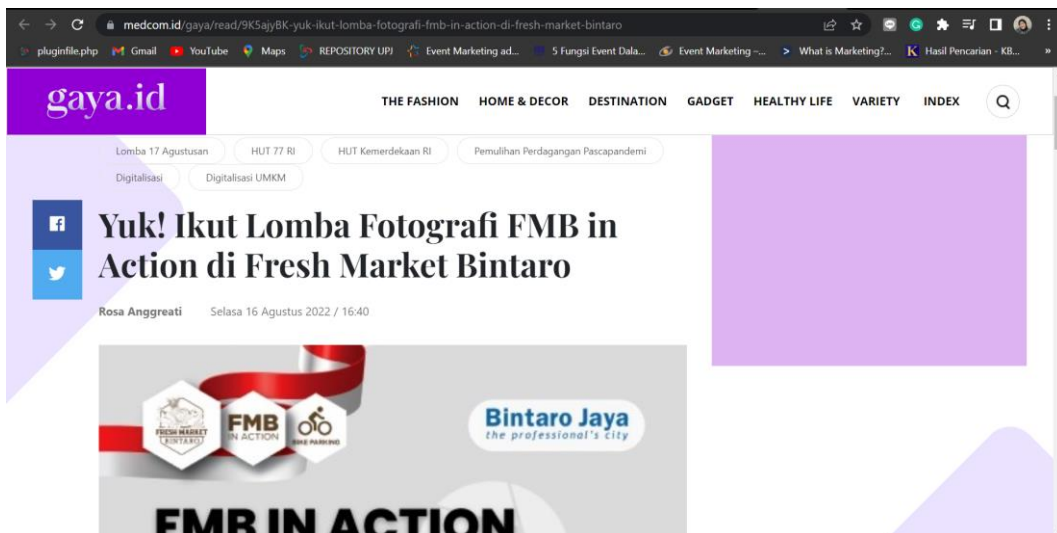 medcom.id/gaya/read/9K5ajyBK-yuk-ikut-lomba-fotografi-fmb-in-action-di-fresh-market-bintaro
pluginfile.php Gmail YouTube Maps REPOSITORY UPJ Event Marketing ad... 5 Fungsi Event Dala... Event Marketing –... What is Marketing?... Hasil Pencarian - KB... »
gaya.id THE FASHION HOME & DECOR DESTINATION GADGET HEALTHY LIFE VARIETY INDEX
Lomba 17 Agustusan HUT 77 RI HUT Kemerdekaan RI Pemulihan Perdagangan Pascapandemi
Digitalisasi Digitalisasi UMKM
Yuk! Ikut Lomba Fotografi FMB in
Action di Fresh Market Bintaro
Rosa Anggreati Selasa 16 Agustus 2022 / 16:40
FRESH MARKET
BINTARO
FMB
IN ACTION
BIKE PARKING
Bintaro Jaya
the professional's city
FMB IN ACTION